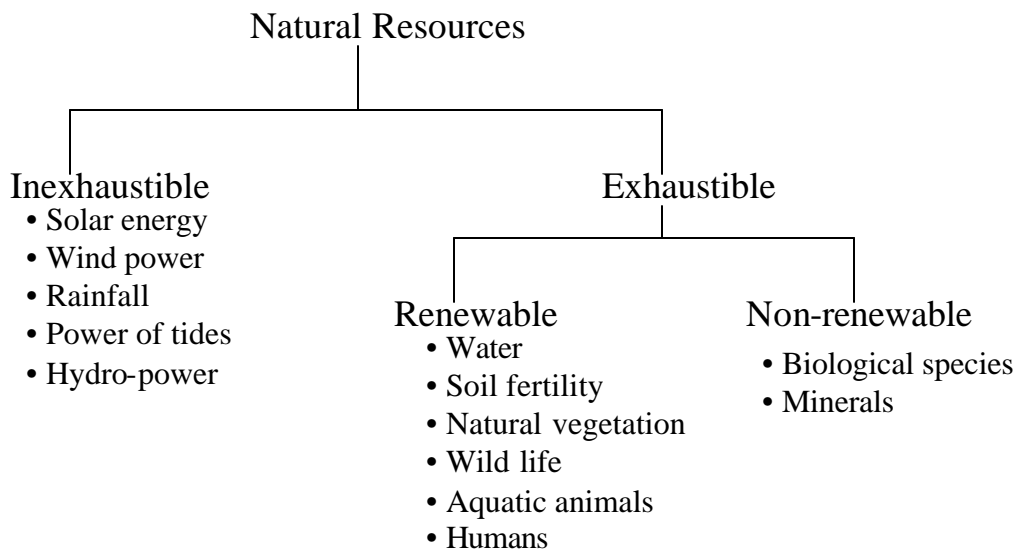 Natural Resources
Inexhaustible
• Solar energy
• Wind power
• Rainfall
• Power of tides
• Hydro-power
Exhaustible
Renewable
• Water
• Soil fertility
• Natural vegetation
• Wild life
• Aquatic animals
• Humans
Non-renewable
• Biological species
• Minerals